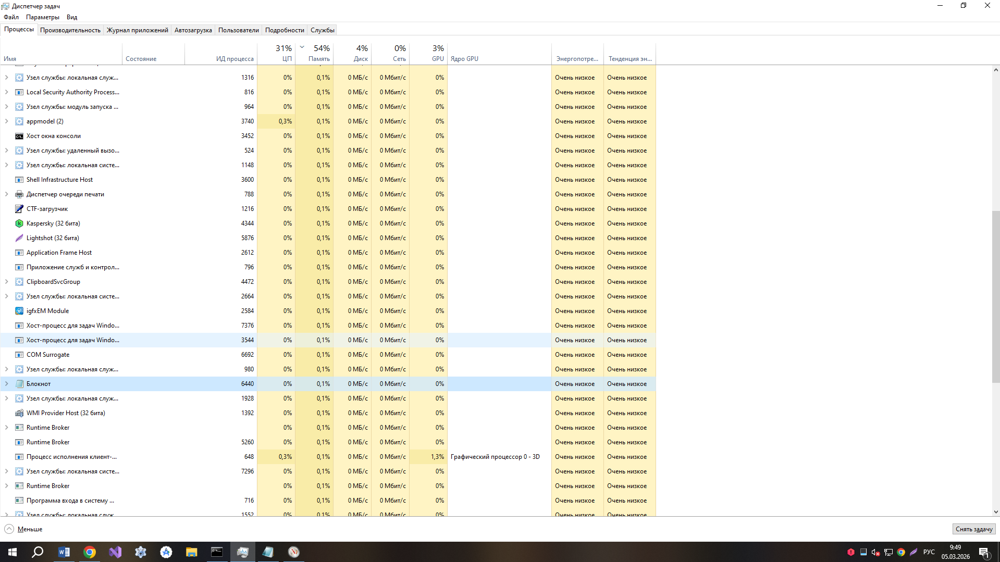 Диспетчер задач
Файл Параметры Вид
Процессы Производительность Журнал приложений Автозагрузка Пользователи Подробности Службы
31% 54% 4% 0% 3%
Имя Состояние ИД процесса ЦП Память Диск Сеть GPU Ядро GPU Энергопотре... Тенденция эн...
Узел службы: локальная служ... 1316 0% 0,1% 0 МБ/с 0 Мбит/с 0% Очень низкое Очень низкое
Local Security Authority Process... 816 0% 0,1% 0 МБ/с 0 Мбит/с 0% Очень низкое Очень низкое
Узел службы: модуль запуска ... 964 0% 0,1% 0 МБ/с 0 Мбит/с 0% Очень низкое Очень низкое
appmodel (2) 3740 0,3% 0,1% 0 МБ/с 0 Мбит/с 0% Очень низкое Очень низкое
Хост окна консоли 3452 0% 0,1% 0 МБ/с 0 Мбит/с 0% Очень низкое Очень низкое
Узел службы: удаленный вызо... 524 0% 0,1% 0 МБ/с 0 Мбит/с 0% Очень низкое Очень низкое
Узел службы: локальная систе... 1148 0% 0,1% 0 МБ/с 0 Мбит/с 0% Очень низкое Очень низкое
Shell Infrastructure Host 3600 0% 0,1% 0 МБ/с 0 Мбит/с 0% Очень низкое Очень низкое
Диспетчер очереди печати 788 0% 0,1% 0 МБ/с 0 Мбит/с 0% Очень низкое Очень низкое
CTF-загрузчик 1216 0% 0,1% 0 МБ/с 0 Мбит/с 0% Очень низкое Очень низкое
Kaspersky (32 бита) 4344 0% 0,1% 0 МБ/с 0 Мбит/с 0% Очень низкое Очень низкое
Lightshot (32 бита) 5876 0% 0,1% 0 МБ/с 0 Мбит/с 0% Очень низкое Очень низкое
Application Frame Host 2612 0% 0,1% 0 МБ/с 0 Мбит/с 0% Очень низкое Очень низкое
Приложение служб и контрол... 796 0% 0,1% 0 МБ/с 0 Мбит/с 0% Очень низкое Очень низкое
ClipboardSvcGroup 4472 0% 0,1% 0 МБ/с 0 Мбит/с 0% Очень низкое Очень низкое
Узел службы: локальная систе... 2664 0% 0,1% 0 МБ/с 0 Мбит/с 0% Очень низкое Очень низкое
igfxEM Module 2584 0% 0,1% 0 МБ/с 0 Мбит/с 0% Очень низкое Очень низкое
Хост-процесс для задач Windo... 7376 0% 0,1% 0 МБ/с 0 Мбит/с 0% Очень низкое Очень низкое
Хост-процесс для задач Windo... 3544 0% 0,1% 0 МБ/с 0 Мбит/с 0% Очень низкое Очень низкое
COM Surrogate 6692 0% 0,1% 0 МБ/с 0 Мбит/с 0% Очень низкое Очень низкое
Узел службы: локальная служ... 980 0% 0,1% 0 МБ/с 0 Мбит/с 0% Очень низкое Очень низкое
Блокнот 6440 0% 0,1% 0 МБ/с 0 Мбит/с 0% Очень низкое Очень низкое
Узел службы: локальная служ... 1928 0% 0,1% 0 МБ/с 0 Мбит/с 0% Очень низкое Очень низкое
WMI Provider Host (32 бита) 1392 0% 0,1% 0 МБ/с 0 Мбит/с 0% Очень низкое Очень низкое
Runtime Broker 0% 0,1% 0 МБ/с 0 Мбит/с 0% Очень низкое Очень низкое
Runtime Broker 5260 0% 0,1% 0 МБ/с 0 Мбит/с 0% Очень низкое Очень низкое
Процесс исполнения клиент-... 648 0,3% 0,1% 0 МБ/с 0 Мбит/с 1,3% Графический процессор 0 - 3D Очень низкое Очень низкое
Узел службы: локальная систе... 7296 0% 0,1% 0 МБ/с 0 Мбит/с 0% Очень низкое Очень низкое
Runtime Broker 0% 0,1% 0 МБ/с 0 Мбит/с 0% Очень низкое Очень низкое
Программа входа в систему ... 716 0% 0,1% 0 МБ/с 0 Мбит/с 0% Очень низкое Очень низкое
Узел службы: локальная служ... 1552 0% 0,1% 0 МБ/с 0 Мбит/с 0% Очень низкое Очень низкое
Меньше Снять задачу
РУС 9:49
05.03.2026 1